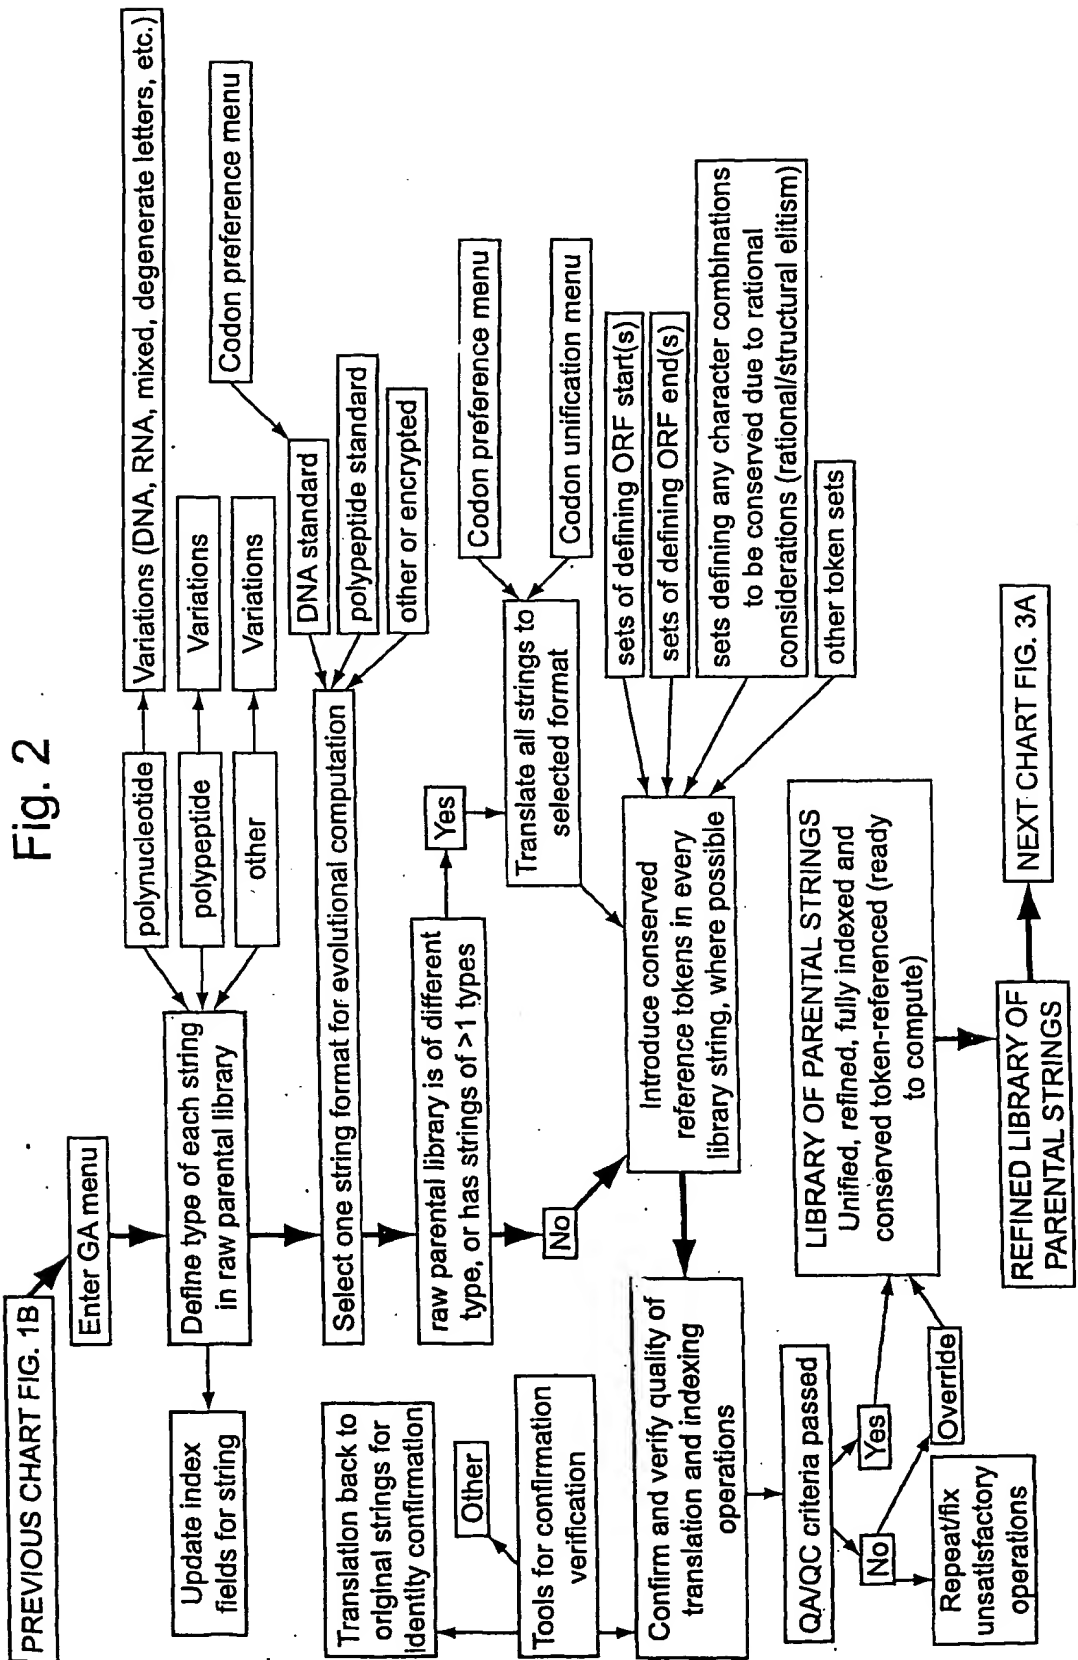 Fig. 2
PREVIOUS CHART FIG. 1B
Enter GA menu
Define type of each string
in raw parental library
Update index
fields for string
polynucleotide
polypeptide
other
Variations (DNA, RNA, mixed, degenerate letters, etc.)
Variations
Variations
Select one string format for evolutional computation
DNA standard
polypeptide standard
other or encrypted
Codon preference menu
raw parental library is of different
type, or has strings of >1 types
Yes
No
Translate all strings to
selected format
Codon preference menu
Codon unification menu
Introduce conserved
reference tokens in every
library string, where possible
sets of defining ORF start(s)
sets of defining ORF end(s)
sets defining any character combinations
to be conserved due to rational
considerations (rational/structural elitism)
other token sets
Translation back to
original strings for
identity confirmation
Other
Tools for confirmation
verification
Confirm and verify quality of
translation and indexing
operations
QA/QC criteria passed
Yes
No
Override
Repeat/fix
unsatisfactory
operations
LIBRARY OF PARENTAL STRINGS
Unified, refined, fully indexed and
conserved token-referenced (ready
to compute)
REFINED LIBRARY OF
PARENTAL STRINGS
NEXT CHART FIG. 3A